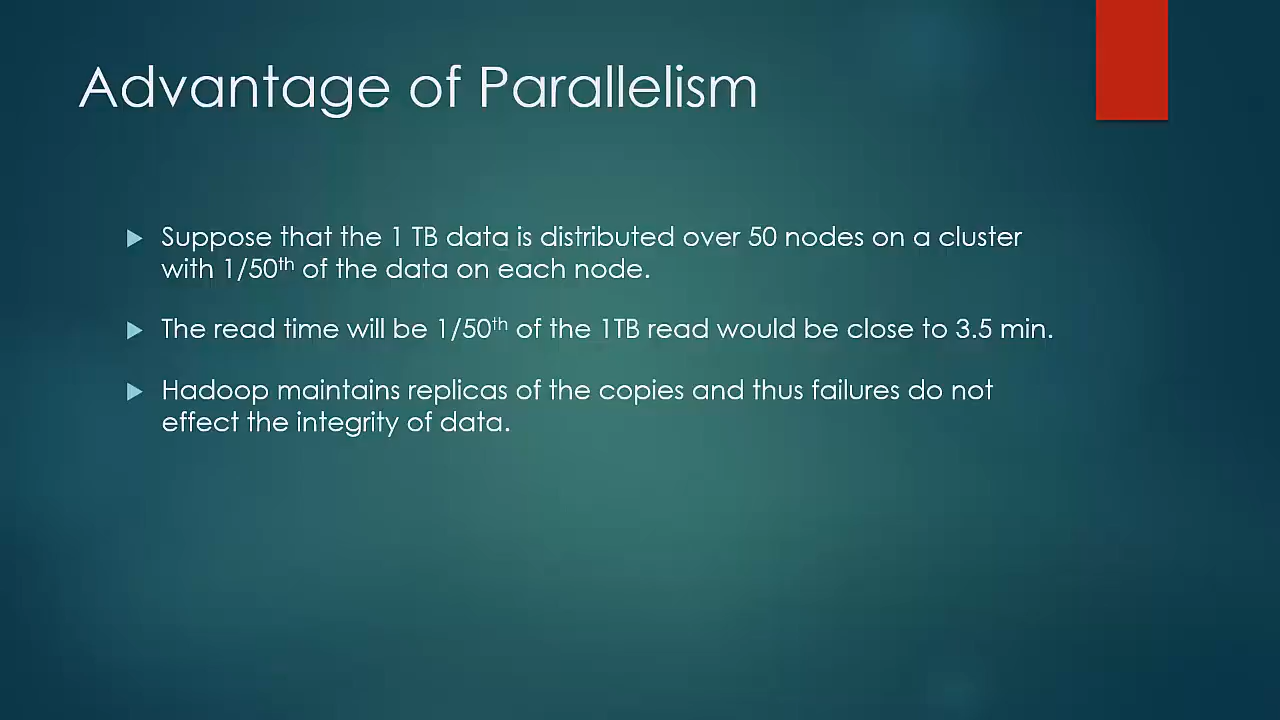 Advantage of Parallelism
Suppose that the 1 TB data is distributed over 50 nodes on a cluster
with 1/50th of the data on each node.
The read time will be 1/50th of the 1TB read would be close to 3.5 min.
Hadoop maintains replicas of the copies and thus failures do not
effect the integrity of data.